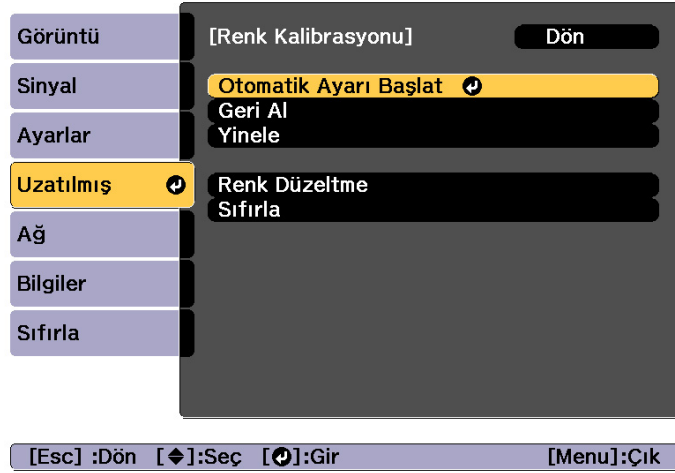 Görüntü
Sinyal
Ayarlar
Uzatılmış
Ağ
Bilgiler
Sıfırla
[Renk Kalibrasyonu] Dön
Otomatik Ayarı Başlat
Geri Al
Yinele
Renk Düzeltme
Sıfırla
[Esc] :Dön [◆]:Seç [⏎]:Gir [Menu]:Çık